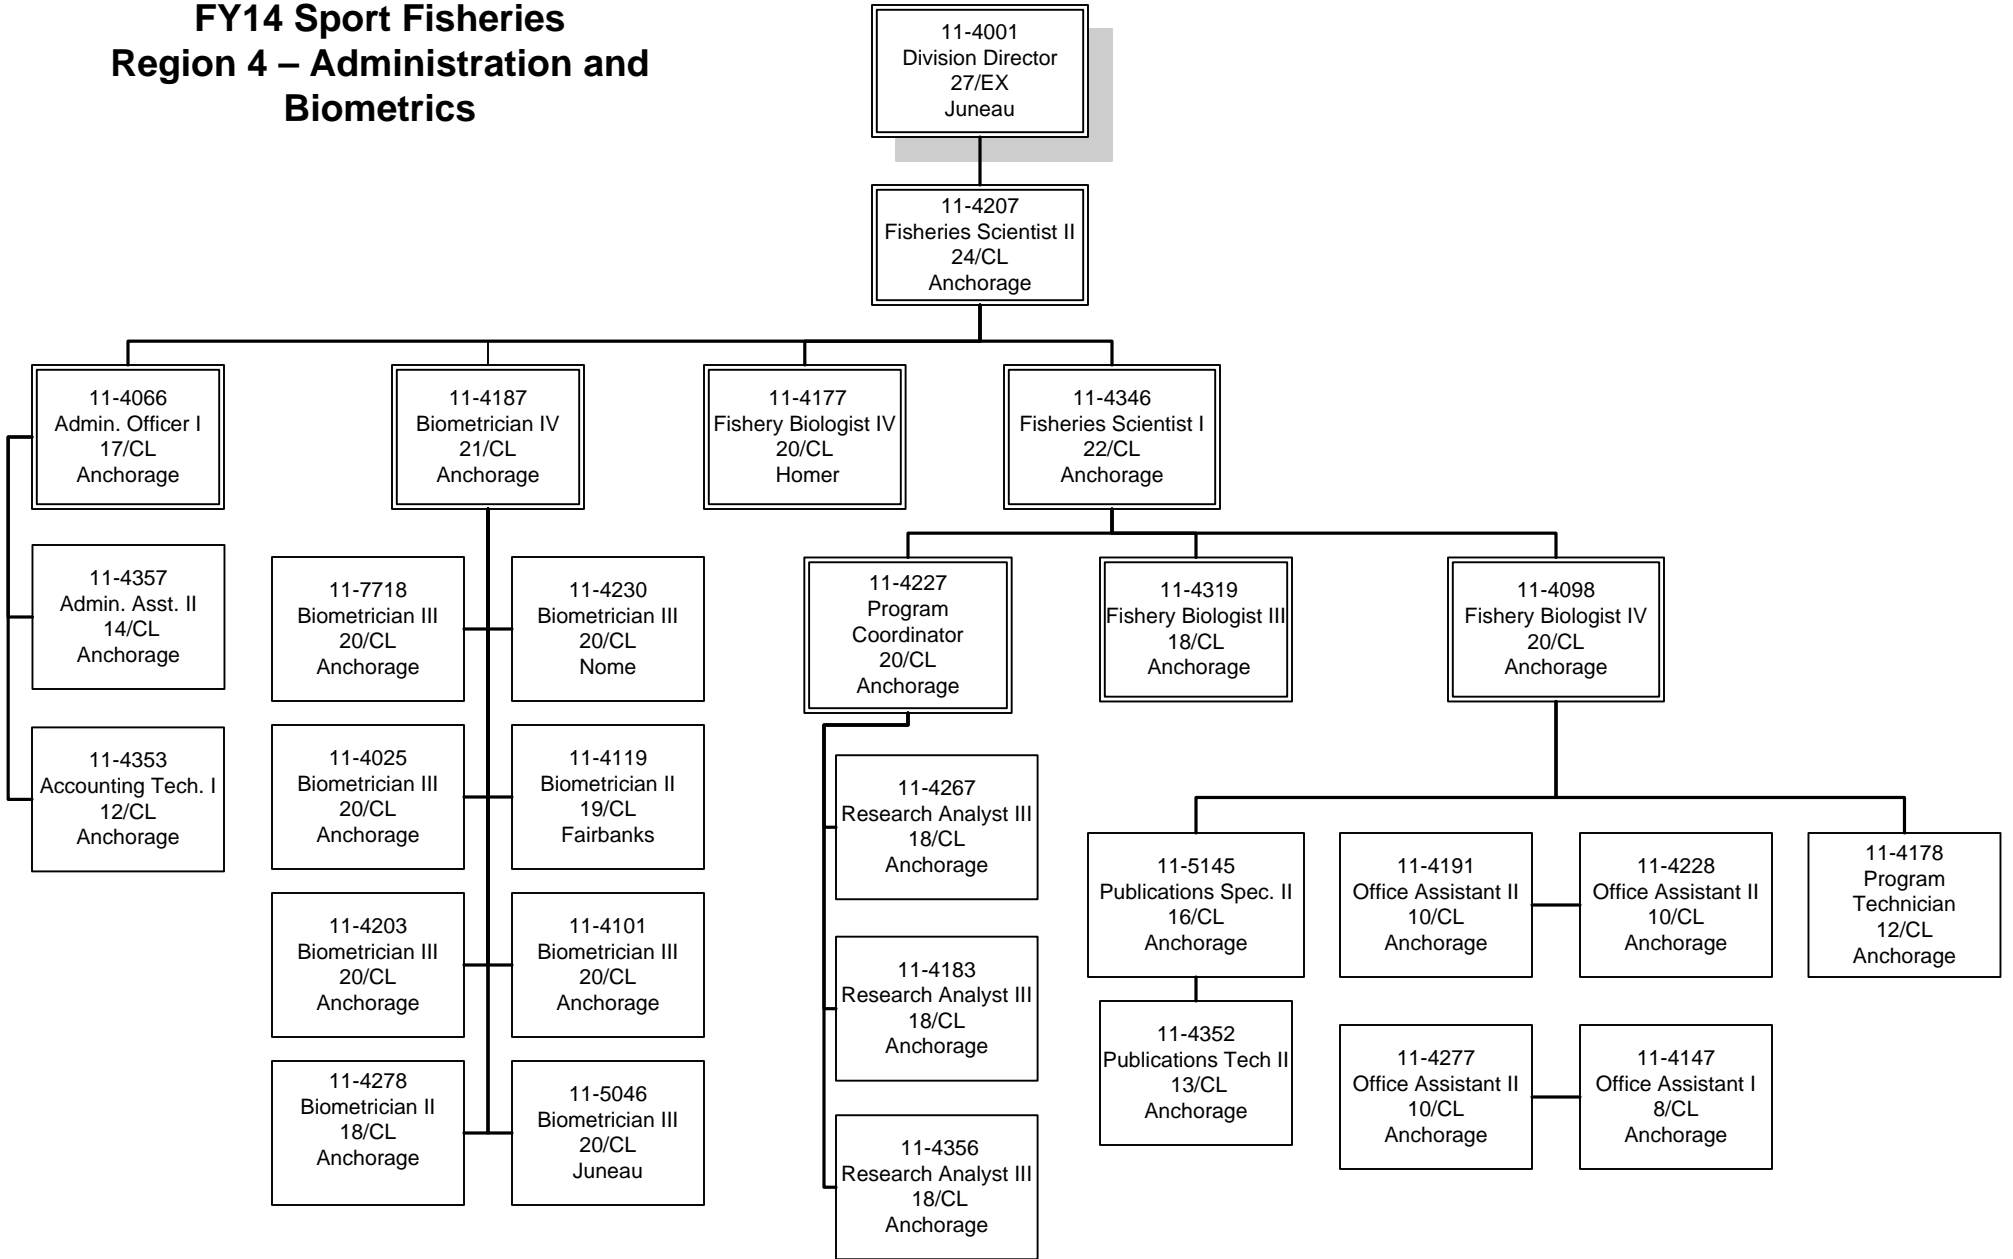 FY14 Sport Fisheries
Region 4 – Administration and
Biometrics
11-4001
Division Director
27/EX
Juneau
11-4207
Fisheries Scientist II
24/CL
Anchorage
11-4066
Admin. Officer I
17/CL
Anchorage
11-4187
Biometrician IV
21/CL
Anchorage
11-4177
Fishery Biologist IV
20/CL
Homer
11-4346
Fisheries Scientist I
22/CL
Anchorage
11-4357
Admin. Asst. II
14/CL
Anchorage
11-4353
Accounting Tech. I
12/CL
Anchorage
11-7718
Biometrician III
20/CL
Anchorage
11-4230
Biometrician III
20/CL
Nome
11-4025
Biometrician III
20/CL
Anchorage
11-4119
Biometrician II
19/CL
Fairbanks
11-4203
Biometrician III
20/CL
Anchorage
11-4101
Biometrician III
20/CL
Anchorage
11-4278
Biometrician II
18/CL
Anchorage
11-5046
Biometrician III
20/CL
Juneau
11-4227
Program
Coordinator
20/CL
Anchorage
11-4319
Fishery Biologist III
18/CL
Anchorage
11-4098
Fishery Biologist IV
20/CL
Anchorage
11-4267
Research Analyst III
18/CL
Anchorage
11-4183
Research Analyst III
18/CL
Anchorage
11-4356
Research Analyst III
18/CL
Anchorage
11-5145
Publications Spec. II
16/CL
Anchorage
11-4352
Publications Tech II
13/CL
Anchorage
11-4191
Office Assistant II
10/CL
Anchorage
11-4228
Office Assistant II
10/CL
Anchorage
11-4178
Program
Technician
12/CL
Anchorage
11-4277
Office Assistant II
10/CL
Anchorage
11-4147
Office Assistant I
8/CL
Anchorage